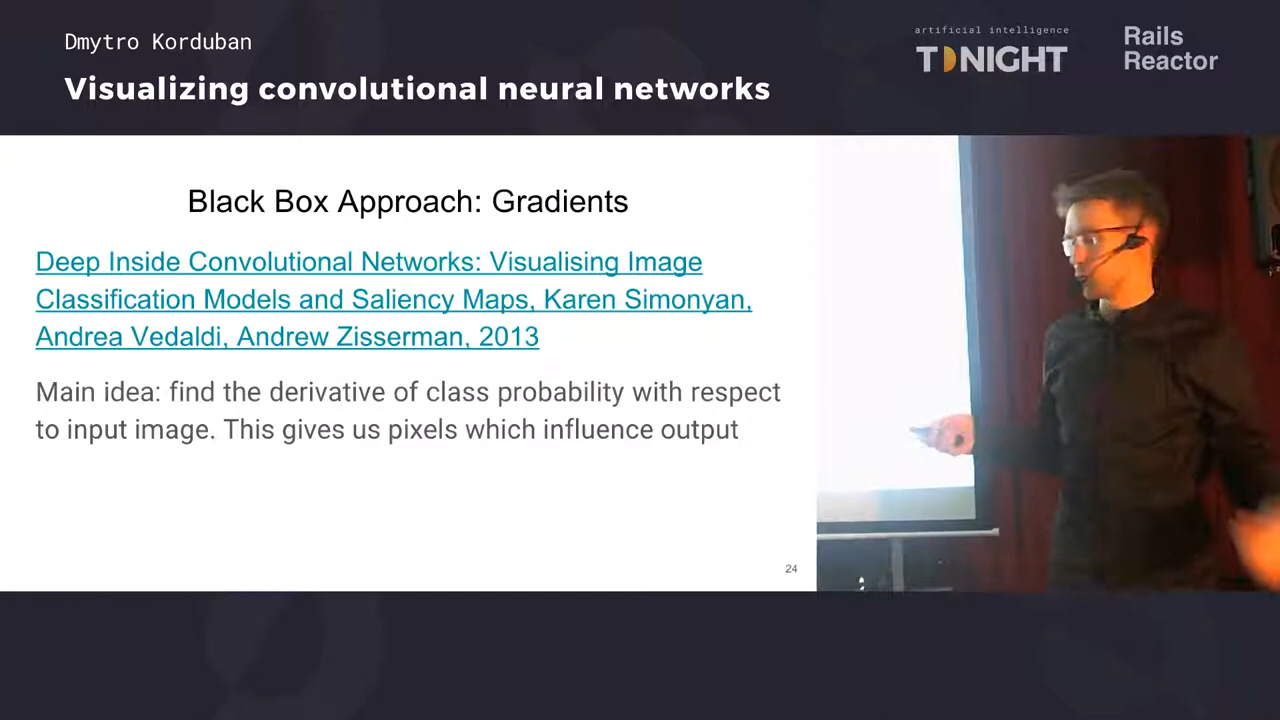 Dmytro Korduban
Visualizing convolutional neural networks
artificial intelligence
TONIGHT
Rails
Reactor
Black Box Approach: Gradients
Deep Inside Convolutional Networks: Visualising Image
Classification Models and Saliency Maps, Karen Simonyan,
Andrea Vedaldi, Andrew Zisserman, 2013
Main idea: find the derivative of class probability with respect
to input image. This gives us pixels which influence output
24